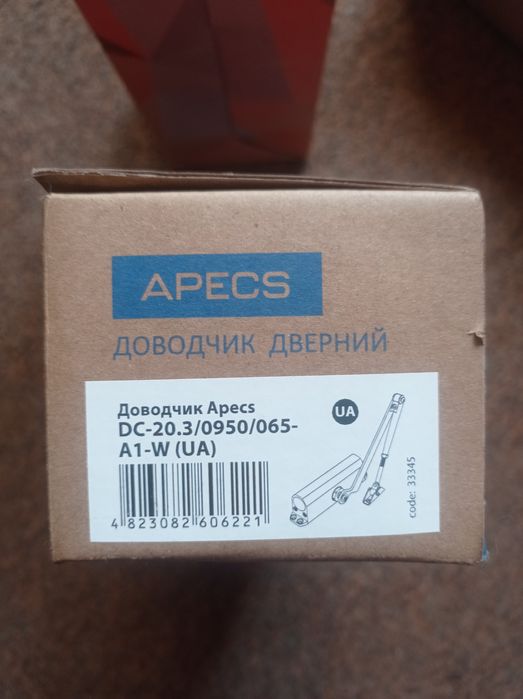 APECS
ДОВОДЧИК ДВЕРНИЙ
Доводчик Apecs
DC-20.3/0950/065-
A1-W (UA)
UA
4 823082 606221
code: 33345